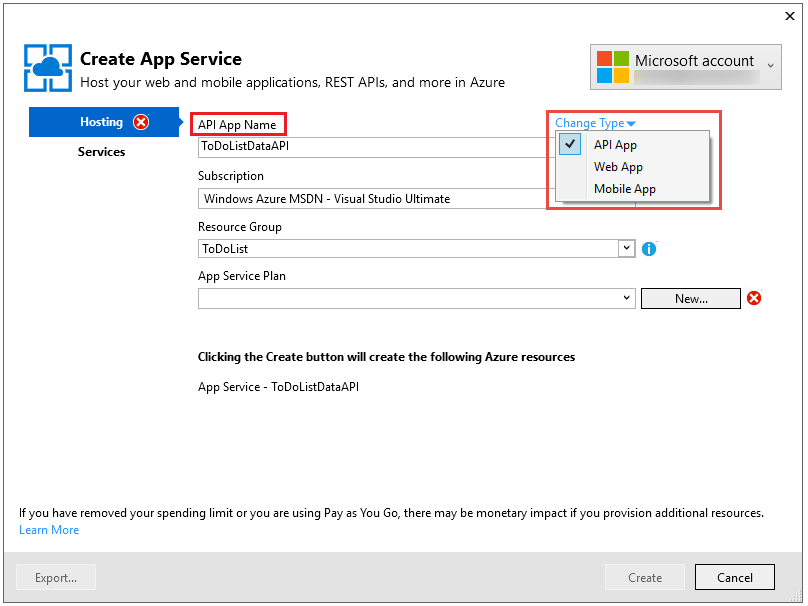 Create App Service
Host your web and mobile applications, REST APIs, and more in Azure
Microsoft account
Hosting
Services
API App Name
Change Type
ToDoListDataAPI
API App
Web App
Mobile App
Subscription
Windows Azure MSDN - Visual Studio Ultimate
Resource Group
ToDoList
App Service Plan
New...
Clicking the Create button will create the following Azure resources
App Service - ToDoListDataAPI
If you have removed your spending limit or you are using Pay as You Go, there may be monetary impact if you provision additional resources.
Learn More
Export...
Create
Cancel